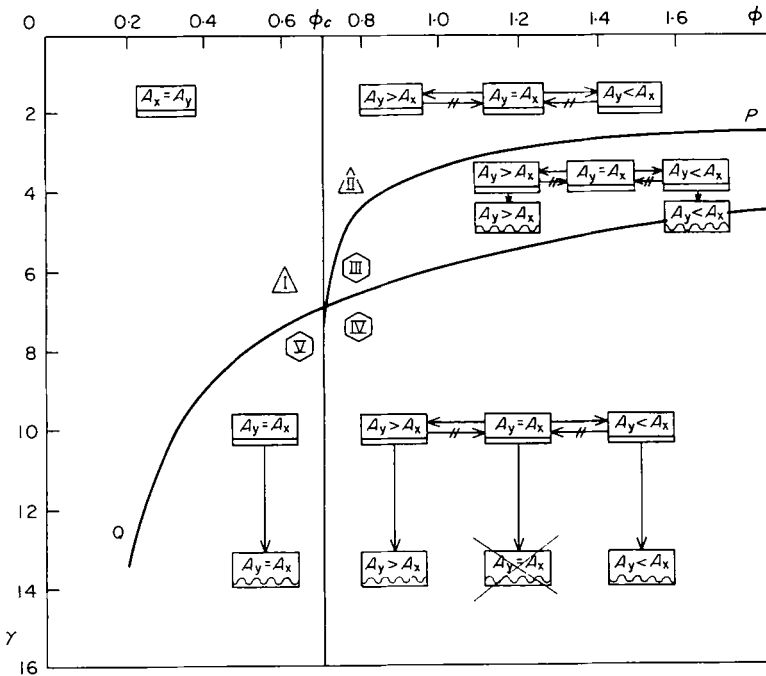 0 0·2 0·4 0·6 ϕc 0·8 1·0 1·2 1·4 1·6 ϕ
2
Ax = Ay
Ay > Ax Ay = Ax Ay < Ax
P
4
II
Ay > Ax Ay = Ax Ay < Ax
Ay > Ax Ay < Ax
6
I
III
8
V
IV
10
Ay = Ax
Ay > Ax Ay = Ax Ay < Ax
12
Q
14
Ay = Ax
Ay > Ax Ay = Ax Ay < Ax
γ
16